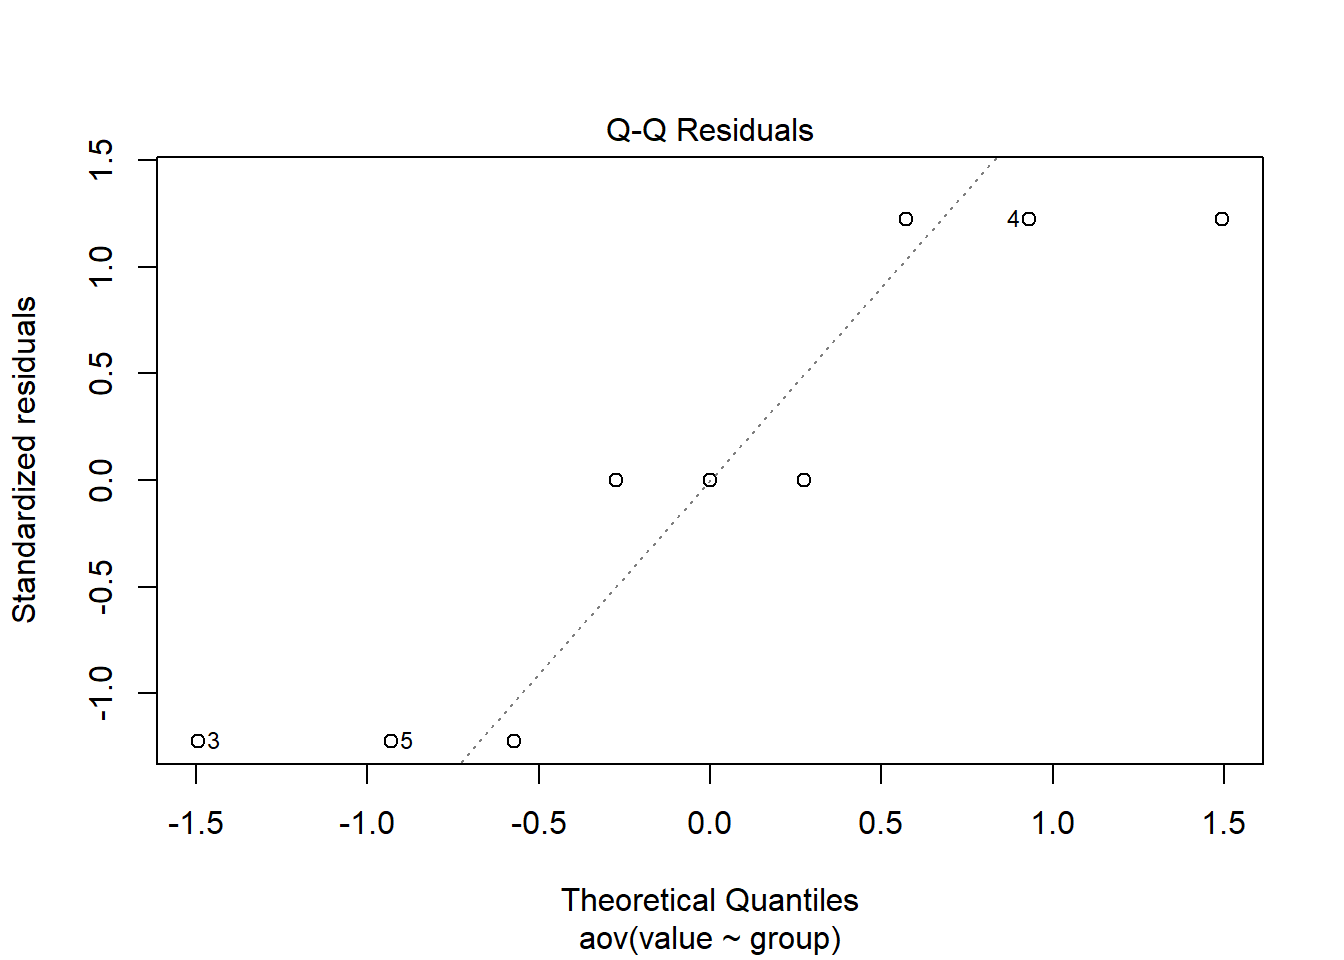 Q-Q Residuals
Standardized residuals
1.5
1.0
0.5
0.0
-0.5
-1.0
4
3
5
-1.5 -1.0 -0.5 0.0 0.5 1.0 1.5
Theoretical Quantiles
aov(value ~ group)